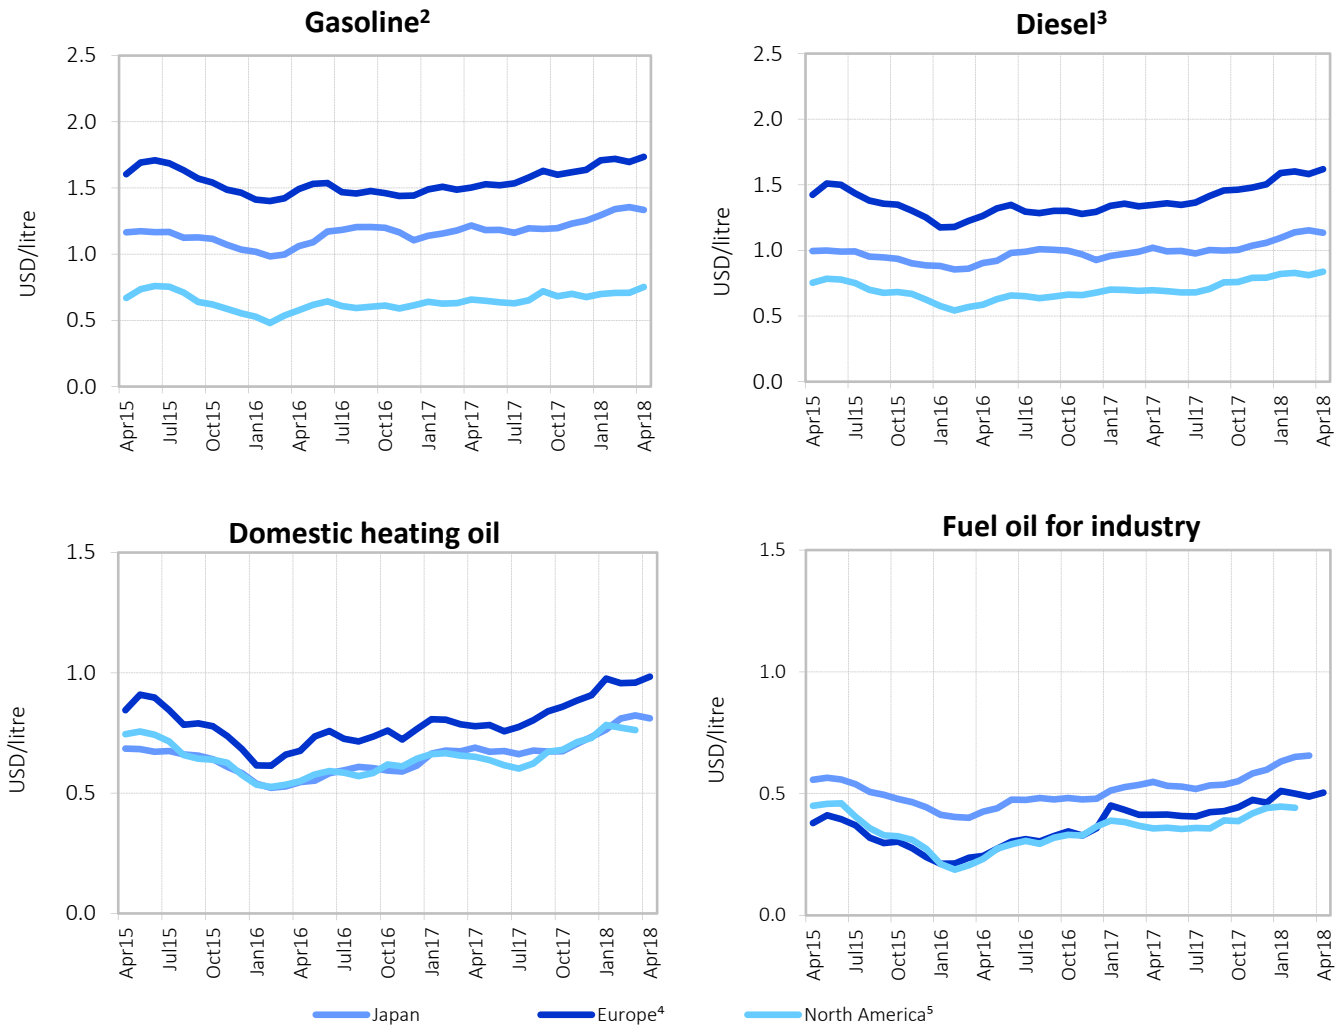 Gasoline²
USD/litre
2.5
2.0
1.5
1.0
0.5
0.0
Apr15
Jul15
Oct15
Jan16
Apr16
Jul16
Oct16
Jan17
Apr17
Jul17
Oct17
Jan18
Apr18
Diesel³
USD/litre
2.5
2.0
1.5
1.0
0.5
0.0
Apr15
Jul15
Oct15
Jan16
Apr16
Jul16
Oct16
Jan17
Apr17
Jul17
Oct17
Jan18
Apr18
Domestic heating oil
USD/litre
1.5
1.0
0.5
0.0
Apr15
Jul15
Oct15
Jan16
Apr16
Jul16
Oct16
Jan17
Apr17
Jul17
Oct17
Jan18
Apr18
Fuel oil for industry
USD/litre
1.5
1.0
0.5
0.0
Apr15
Jul15
Oct15
Jan16
Apr16
Jul16
Oct16
Jan17
Apr17
Jul17
Oct17
Jan18
Apr18
Japan
Europe⁴
North America⁵